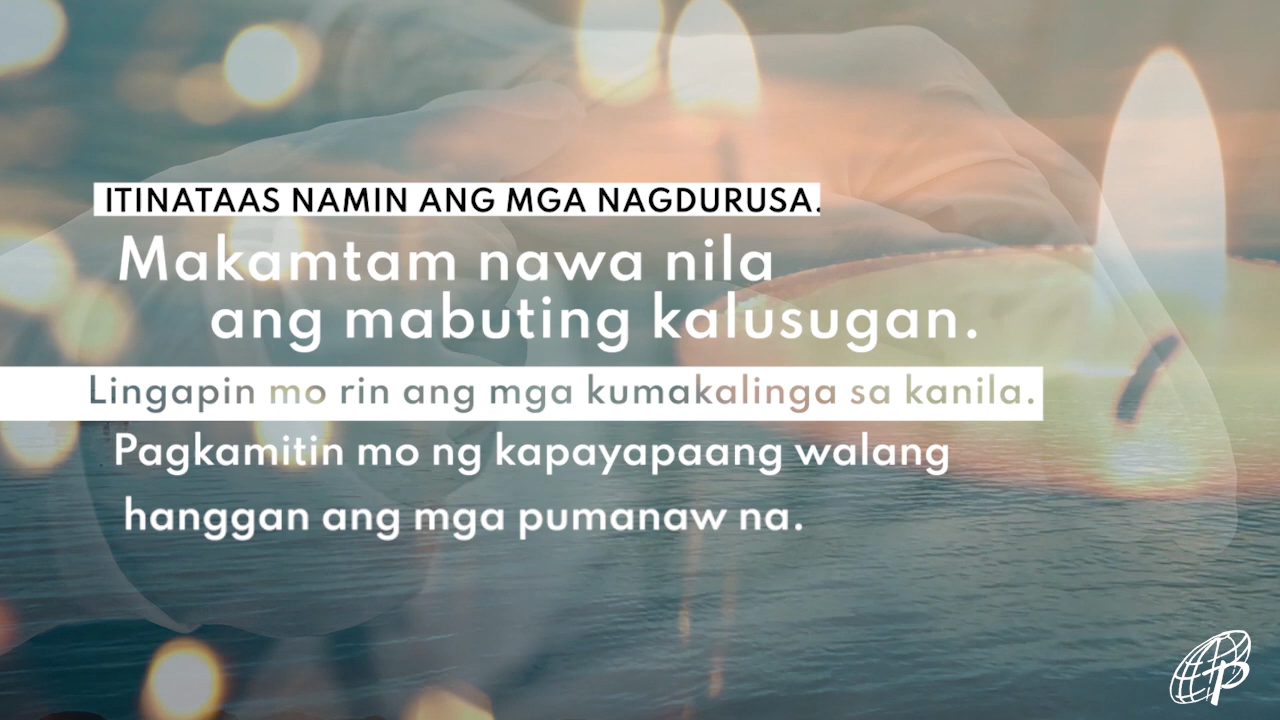 ITINATAAS NAMIN ANG MGA NAGDURUSA.
Makamtam nawa nila
ang mabuting kalusugan.
Lingapin mo rin ang mga kumakalinga sa kanila.
Pagkamitin mo ng kapayapaang walang
hanggan ang mga pumanaw na.